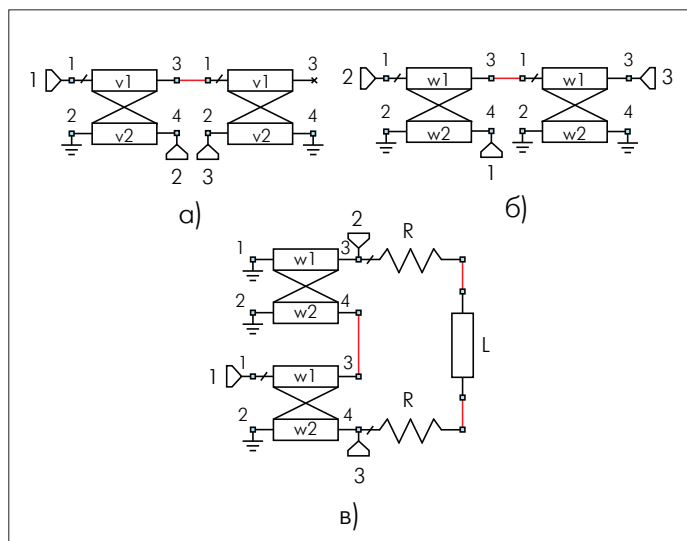 1 1 3 1 3
v1 v1
2 4 2 4
v2 v2
2 3
а)
2 1 3 1 3 3
w1 w1
2 4 2 4
w2 w2
1
б)
2
1 3 R
w1
2 4
w2
L
1 1 3
w1
2 4 R
w2
3
в)